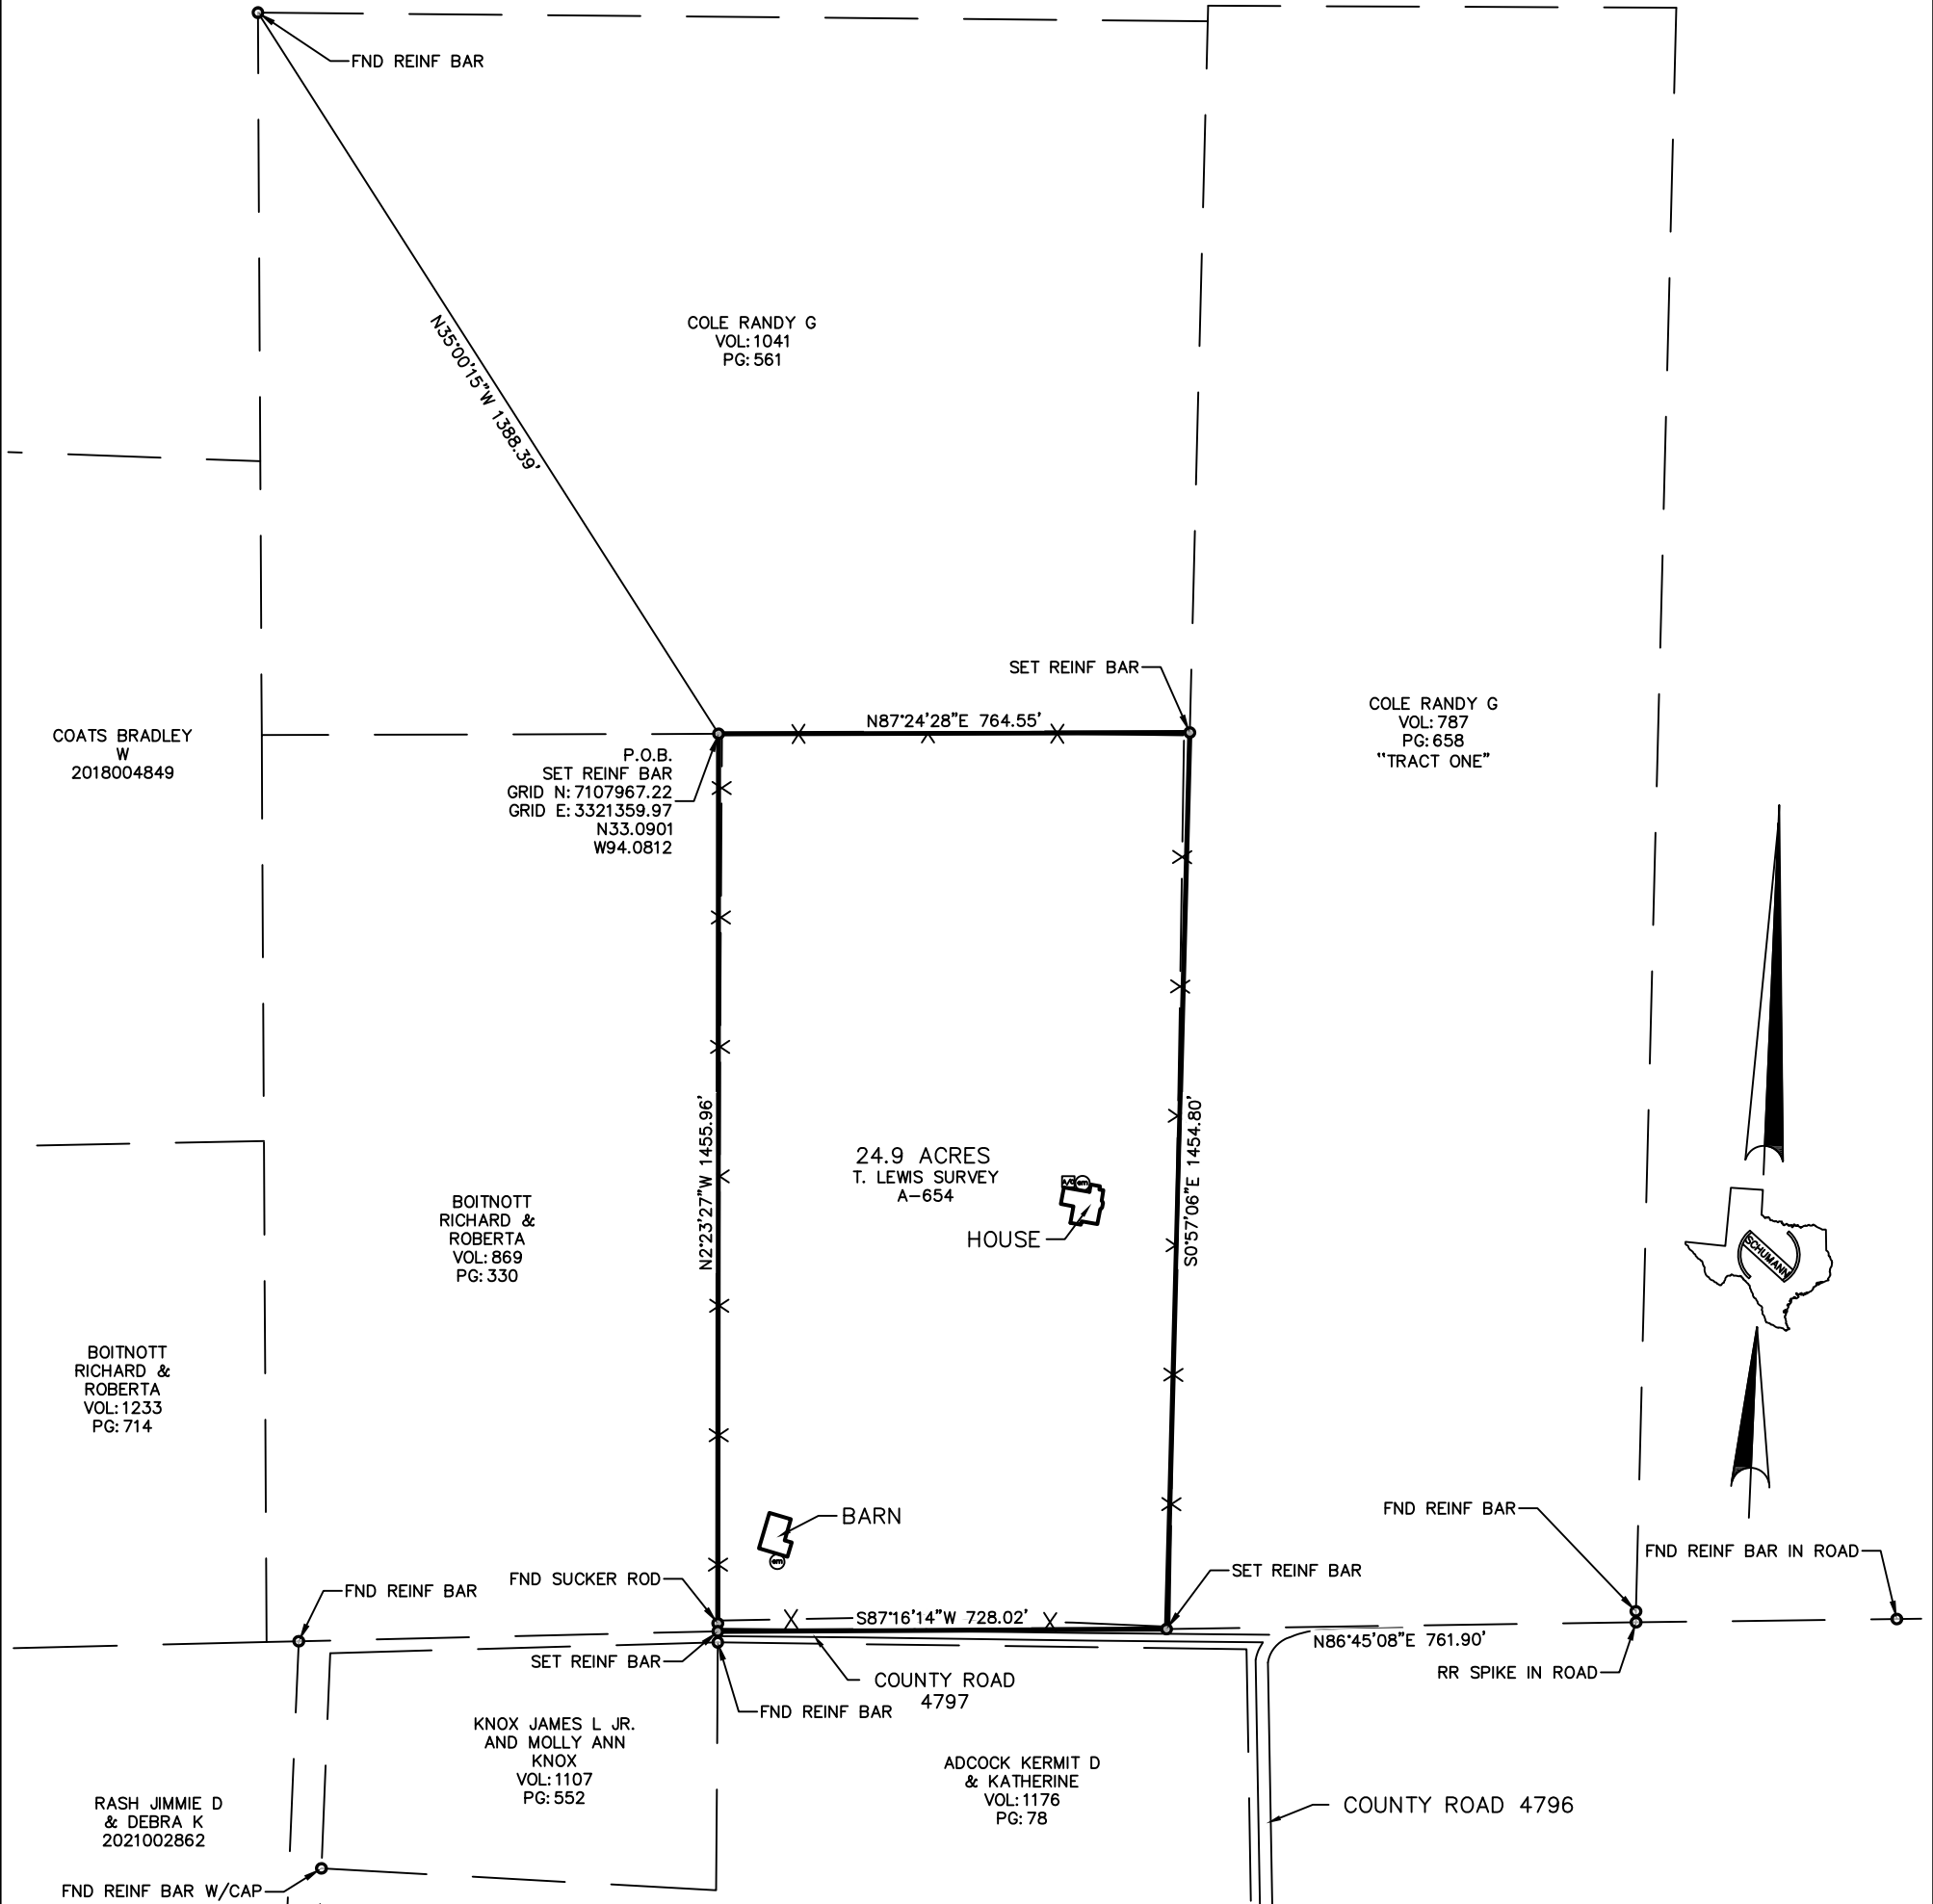 FND REINF BAR
N35°00'15"W 1388.39'
COLE RANDY G
VOL: 1041
PG: 561
SET REINF BAR
N87°24'28"E 764.55'
COLE RANDY G
VOL: 787
PG: 658
"TRACT ONE"
COATS BRADLEY
W
2018004849
P.O.B.
SET REINF BAR
GRID N: 7107967.22
GRID E: 3321359.97
N33.0901
W94.0812
N2°23'27"W 1455.96'
S0°57'06"E 1454.80'
24.9 ACRES
T. LEWIS SURVEY
A-654
A/C
em
HOUSE
BOITNOTT
RICHARD &
ROBERTA
VOL: 869
PG: 330
SCHUMANN
BOITNOTT
RICHARD &
ROBERTA
VOL: 1233
PG: 714
BARN
em
FND REINF BAR
FND REINF BAR IN ROAD
FND SUCKER ROD
SET REINF BAR
FND REINF BAR
S87°16'14"W 728.02'
N86°45'08"E 761.90'
SET REINF BAR
RR SPIKE IN ROAD
COUNTY ROAD
4797
FND REINF BAR
KNOX JAMES L JR.
AND MOLLY ANN
KNOX
VOL: 1107
PG: 552
ADCOCK KERMIT D
& KATHERINE
VOL: 1176
PG: 78
RASH JIMMIE D
& DEBRA K
2021002862
COUNTY ROAD 4796
FND REINF BAR W/CAP